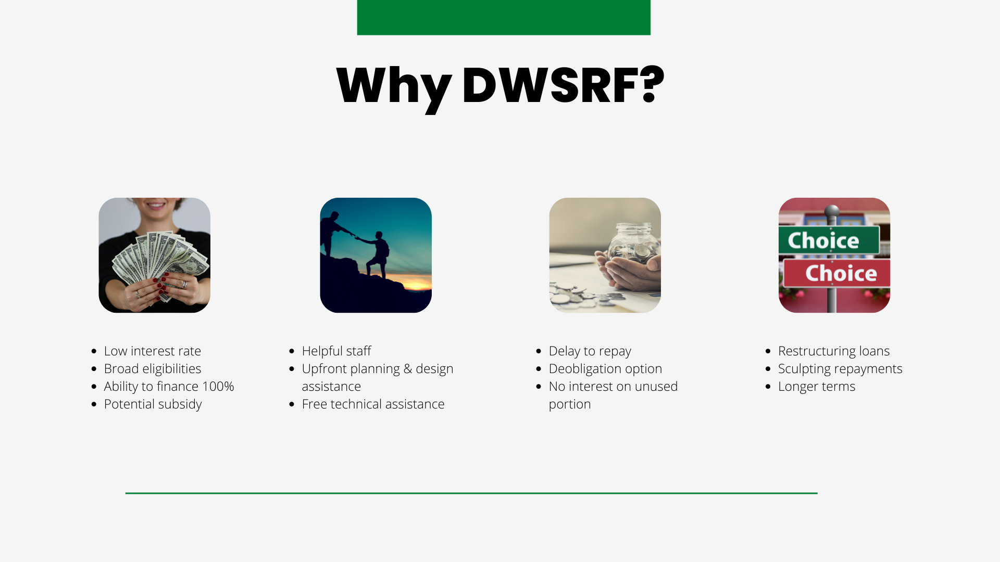 Why DWSRF?
Choice
Choice
• Low interest rate
• Broad eligibilities
• Ability to finance 100%
• Potential subsidy
• Helpful staff
• Upfront planning & design
assistance
• Free technical assistance
• Delay to repay
• Deobligation option
• No interest on unused
portion
• Restructuring loans
• Sculpting repayments
• Longer terms